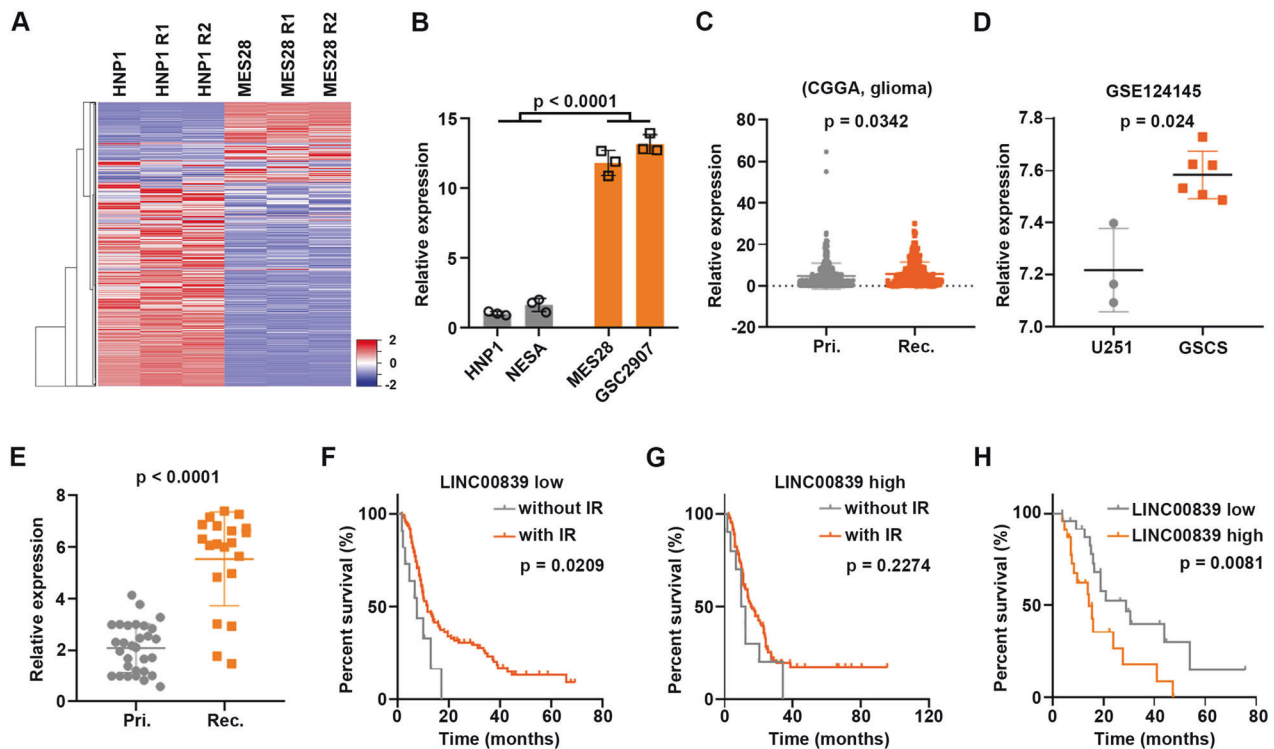 A
HNP1
HNP1 R1
HNP1 R2
MES28
MES28 R1
MES28 R2
2
0
-2
B
p < 0.0001
Relative expression
15
10
5
0
HNP1
NESA
MES28
GSC2907
C
(CGGA, glioma)
p = 0.0342
Relative expression
80
60
40
20
0
-20
Pri.
Rec.
D
GSE124145
p = 0.024
Relative expression
7.8
7.6
7.4
7.2
7.0
U251
GSCS
E
p < 0.0001
Relative expression
8
6
4
2
0
Pri.
Rec.
F
LINC00839 low
without IR
with IR
p = 0.0209
Percent survival (%)
100
50
0
0 20 40 60 80
Time (months)
G
LINC00839 high
without IR
with IR
p = 0.2274
Percent survival (%)
100
50
0
0 40 80 120
Time (months)
H
LINC00839 low
LINC00839 high
p = 0.0081
Percent survival (%)
100
50
0
0 20 40 60 80
Time (months)